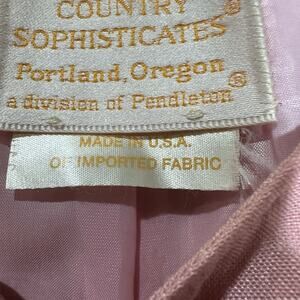 COUNTRY
SOPHISTICATES®
Portland, Oregon
a division of Pendleton®
MADE IN U.S.A.
OF IMPORTED FABRIC